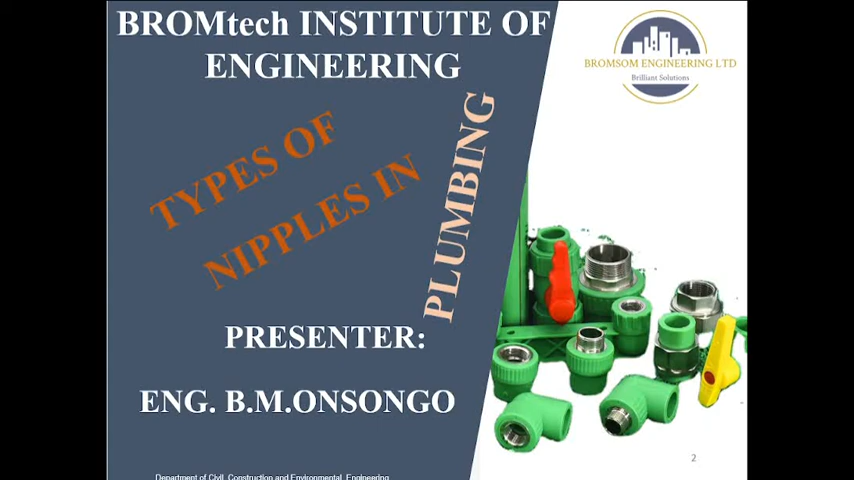 BROMtech INSTITUTE OF
ENGINEERING
BROMSOM ENGINEERING LTD
Brilliant Solutions
TYPES OF
NIPPLES IN
PLUMBING
PRESENTER:
ENG. B.M.ONSONGO
2
Department of Civil, Construction and Environmental Engineering